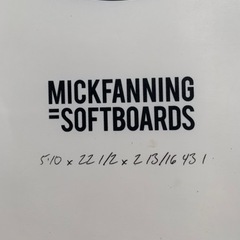 MICKFANNING
=SOFTBOARDS
5'10 x 22 1/2 x 2 13/16 43 l